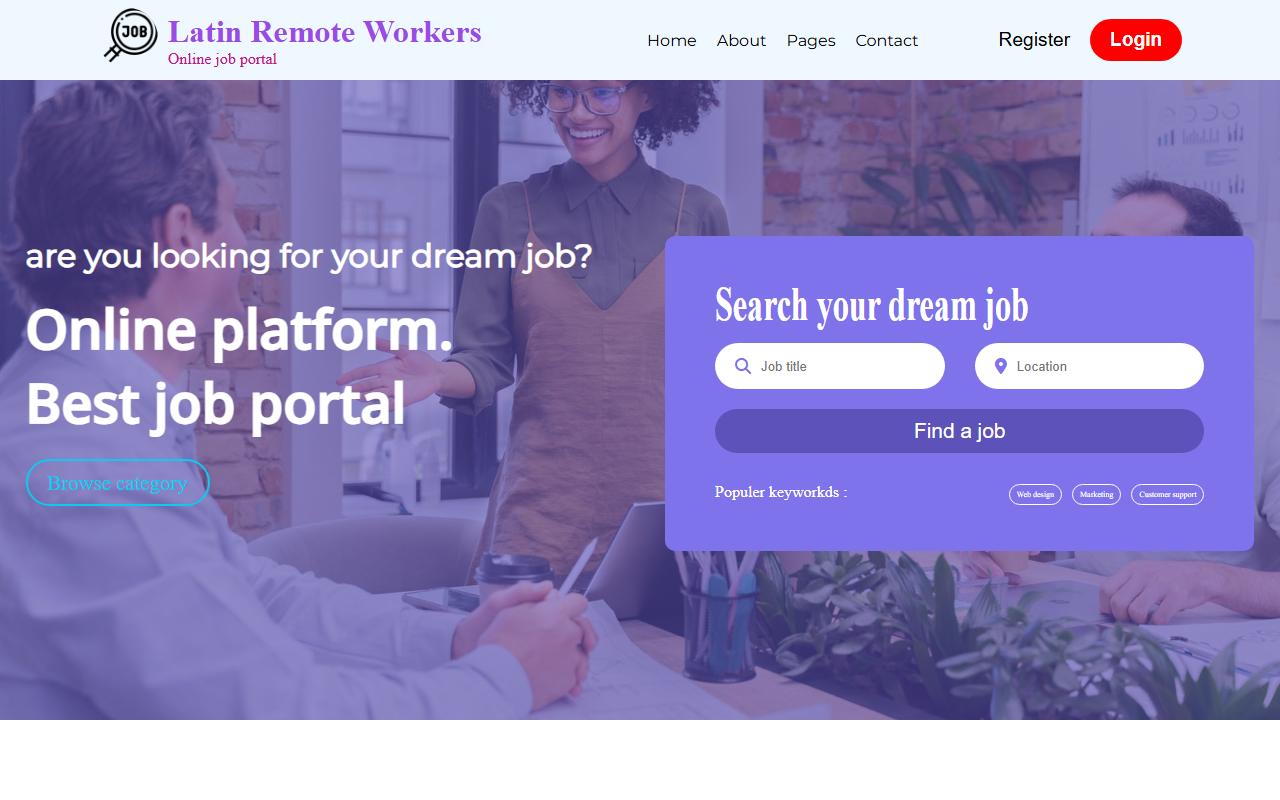 JOB
Latin Remote Workers
Online job portal
Home About Pages Contact
Register Login
are you looking for your dream job?
Online platform.
Best job portal
Browse category
Search your dream job
Job title
Location
Find a job
Populer keyworkds :
Web design
Marketing
Customer support